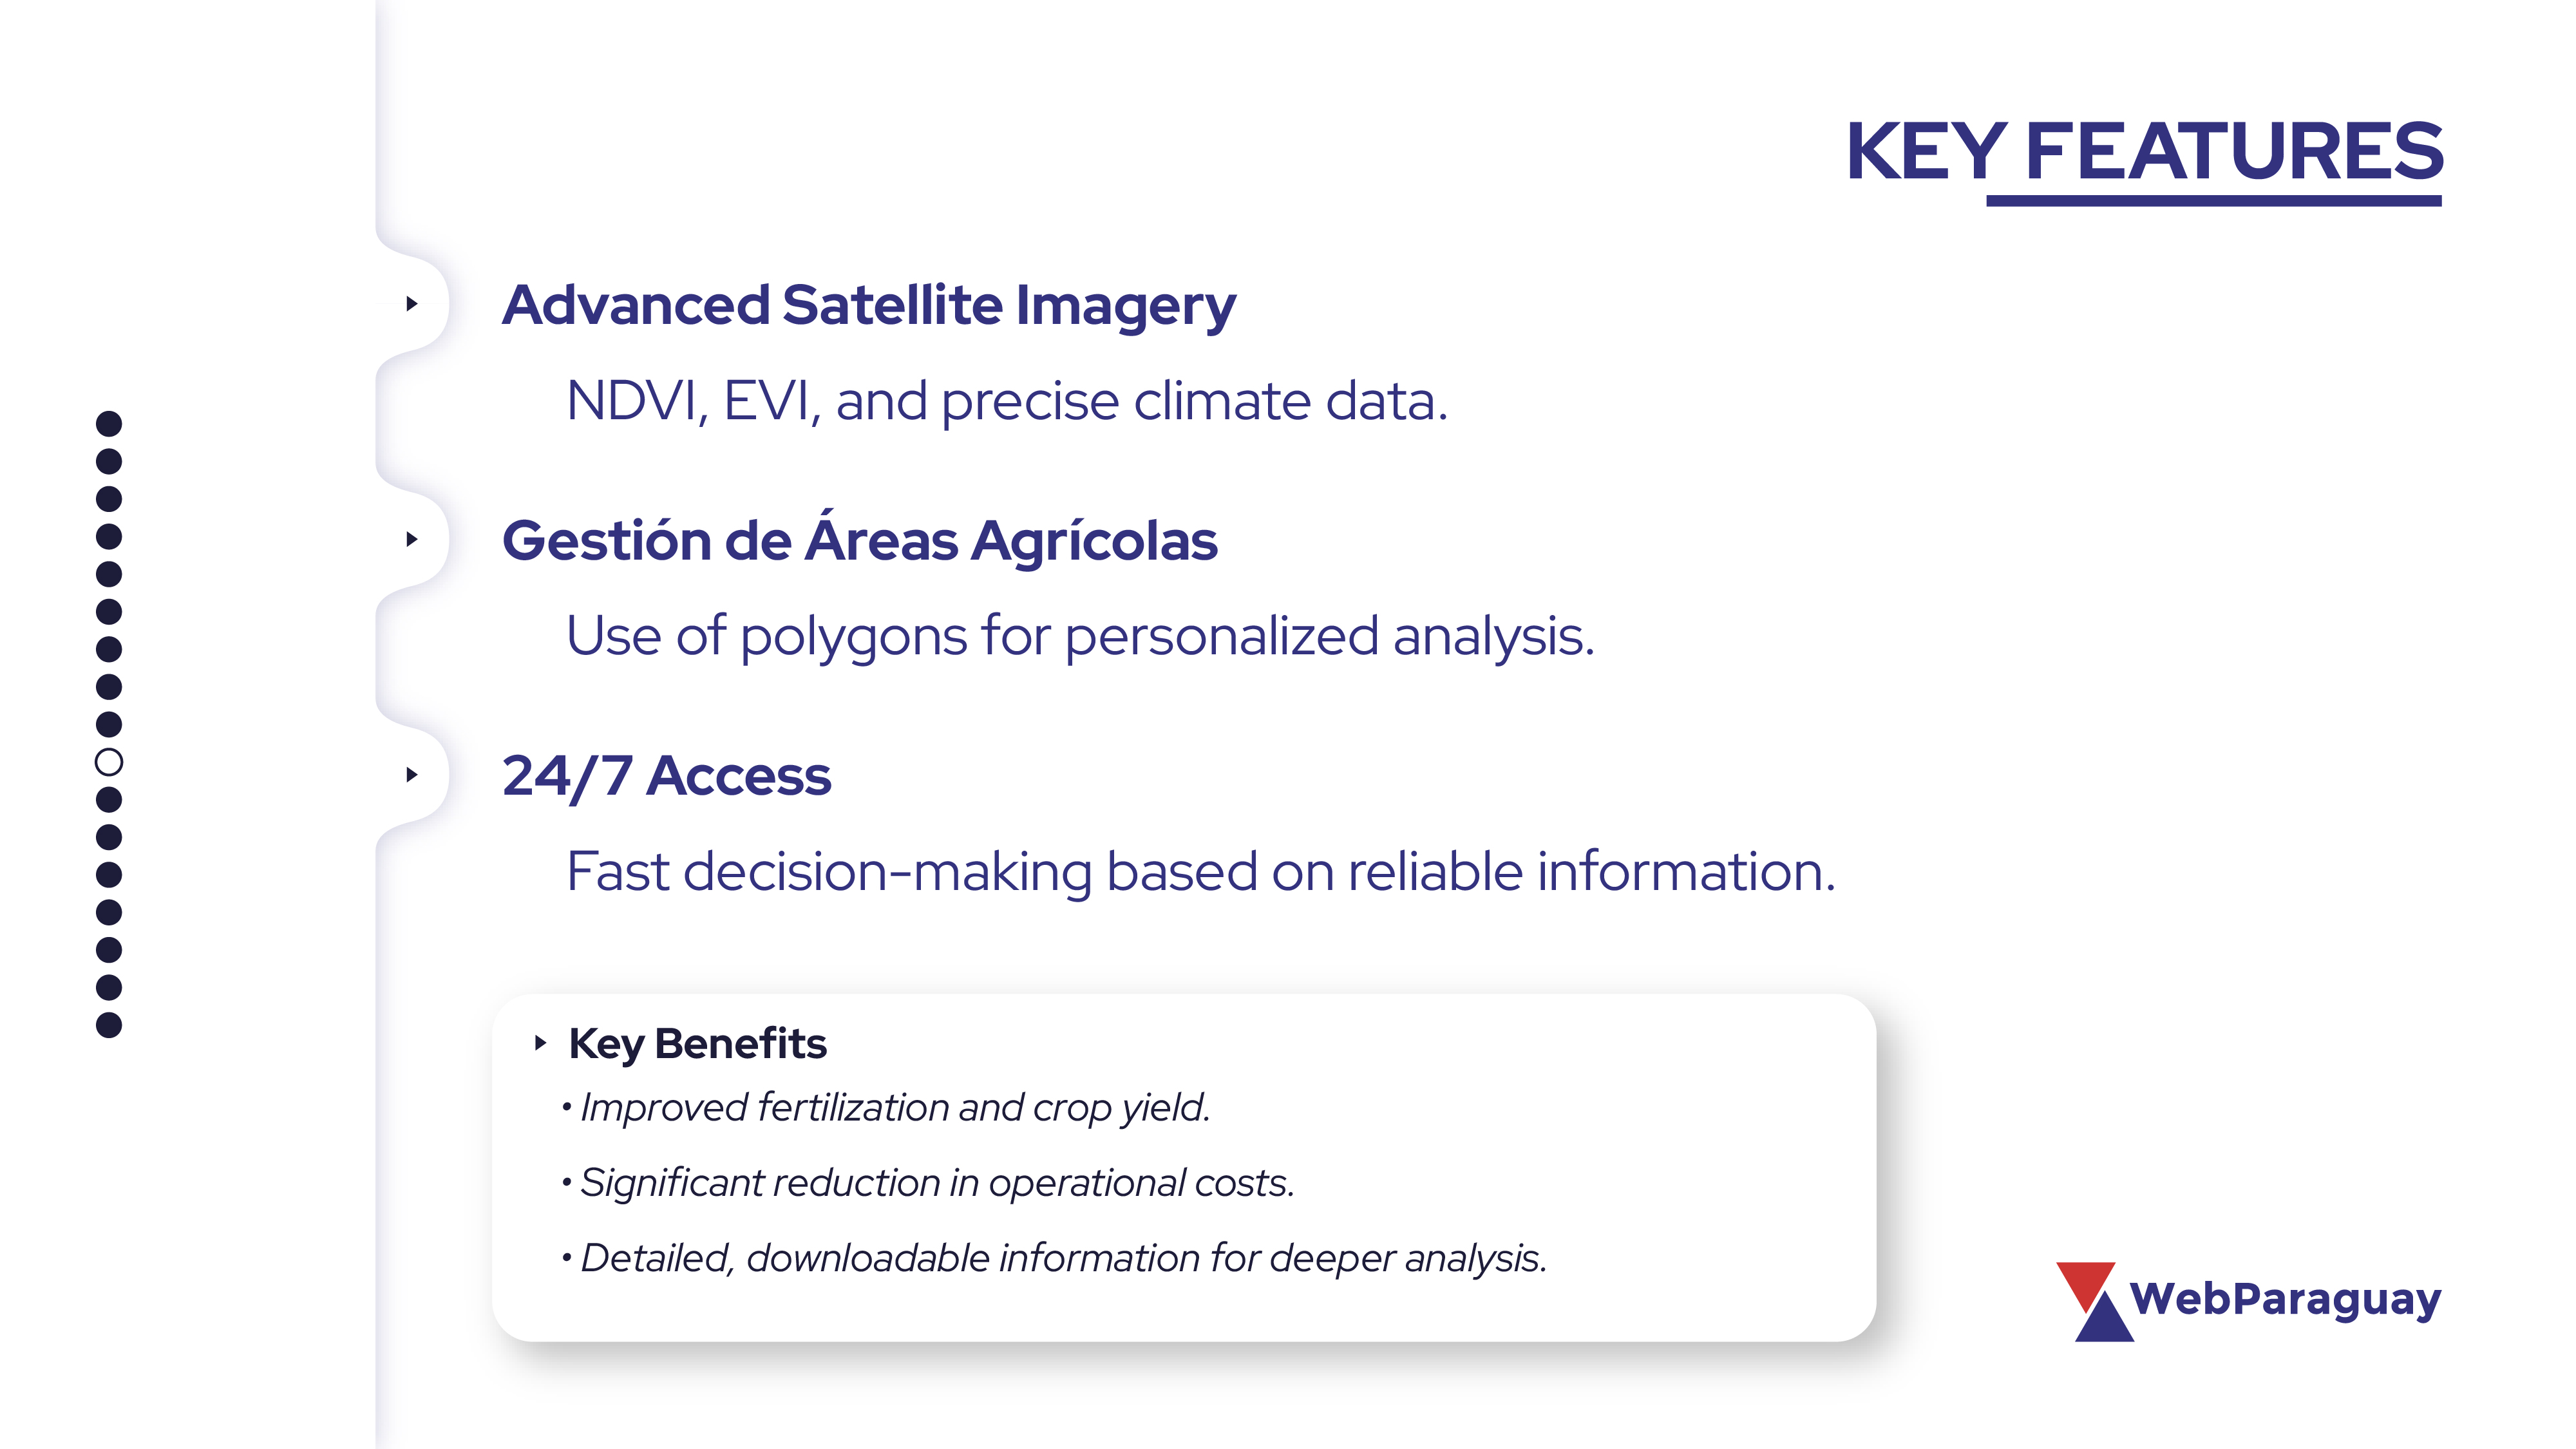 KEY FEATURES
Advanced Satellite Imagery
NDVI, EVI, and precise climate data.
Gestión de Áreas Agrícolas
Use of polygons for personalized analysis.
24/7 Access
Fast decision-making based on reliable information.
Key Benefits
• Improved fertilization and crop yield.
• Significant reduction in operational costs.
• Detailed, downloadable information for deeper analysis.
WebParaguay